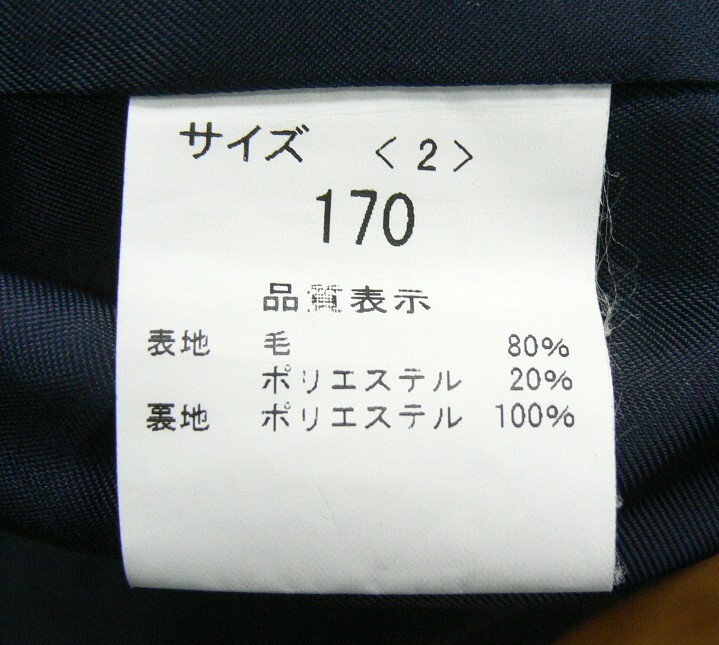 サイズ 〈2〉
170
品質表示
表地 毛 80%
ポリエステル 20%
裏地 ポリエステル 100%